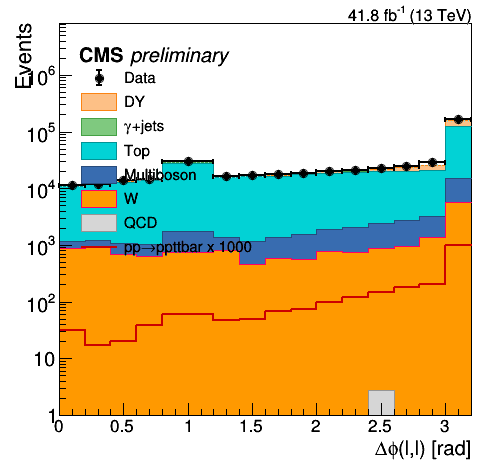 41.8 fb⁻¹ (13 TeV)
Events
CMS preliminary
Data
DY
γ+jets
Top
Multiboson
W
QCD
pp→ppttbar x 1000
10⁶
10⁵
10⁴
10³
10²
10
1
0 0.5 1 1.5 2 2.5 3
Δϕ(l,l) [rad]